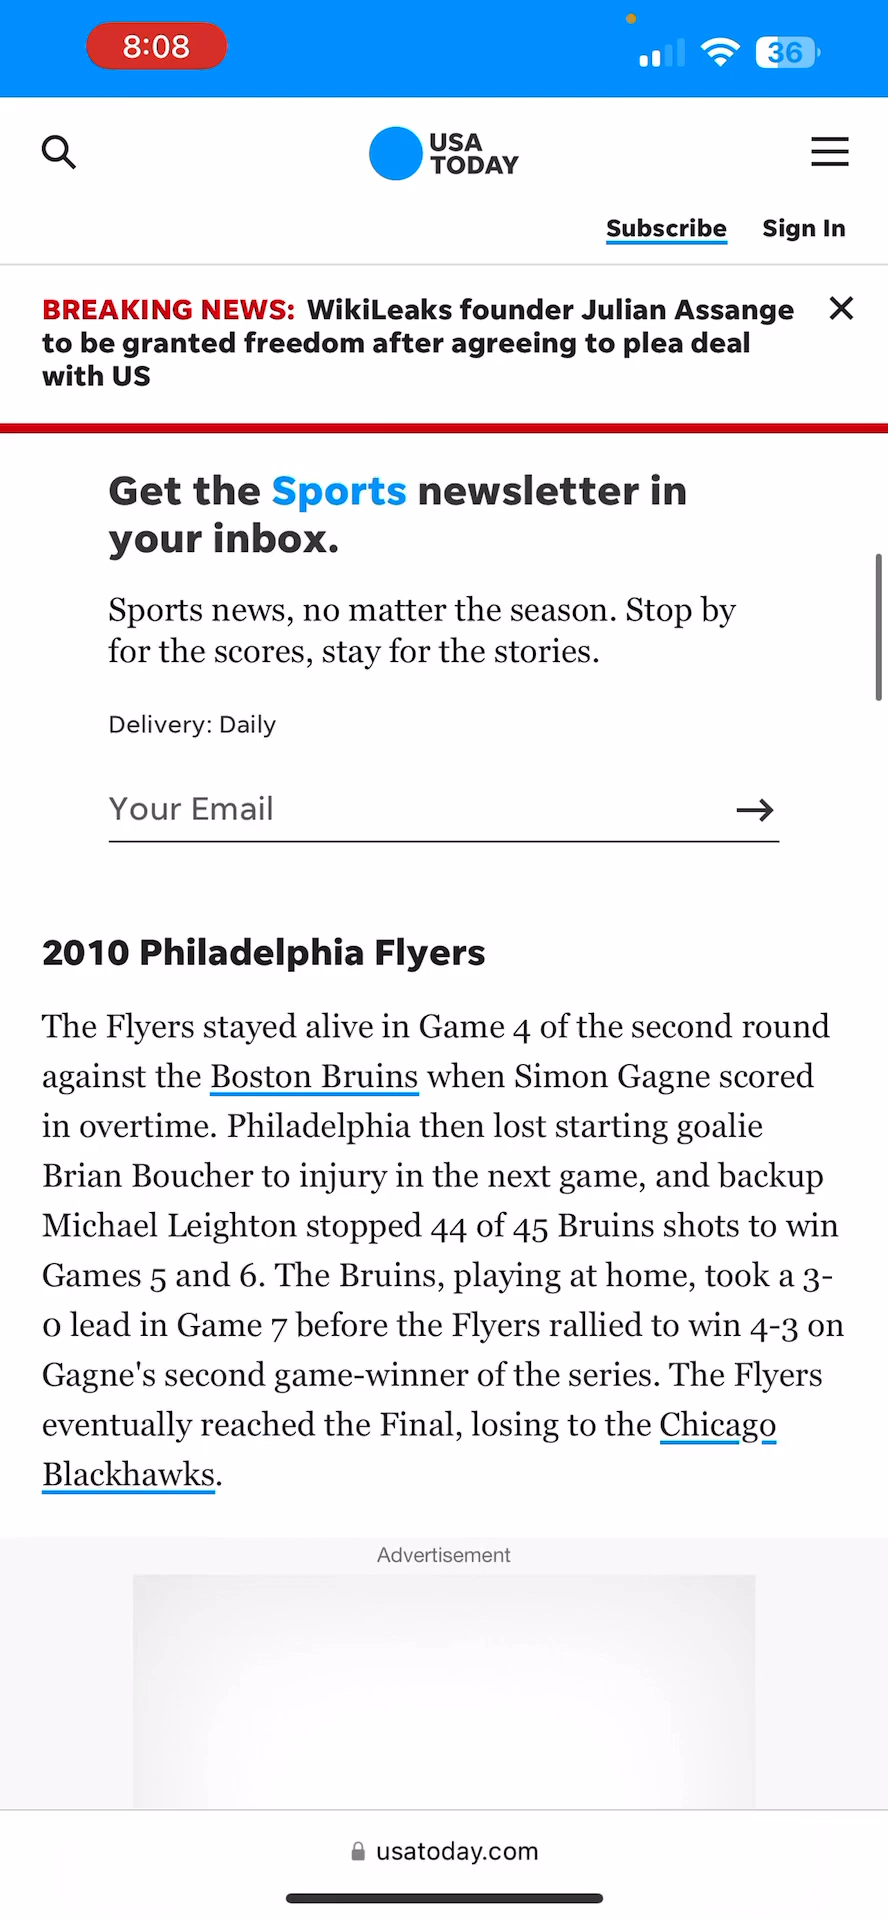 8:08
36
USA
TODAY
Subscribe Sign In
BREAKING NEWS: WikiLeaks founder Julian Assange
to be granted freedom after agreeing to plea deal
with US
Get the Sports newsletter in
your inbox.
Sports news, no matter the season. Stop by
for the scores, stay for the stories.
Delivery: Daily
Your Email
2010 Philadelphia Flyers
The Flyers stayed alive in Game 4 of the second round
against the Boston Bruins when Simon Gagne scored
in overtime. Philadelphia then lost starting goalie
Brian Boucher to injury in the next game, and backup
Michael Leighton stopped 44 of 45 Bruins shots to win
Games 5 and 6. The Bruins, playing at home, took a 3-
0 lead in Game 7 before the Flyers rallied to win 4-3 on
Gagne's second game-winner of the series. The Flyers
eventually reached the Final, losing to the Chicago
Blackhawks.
Advertisement
usatoday.com